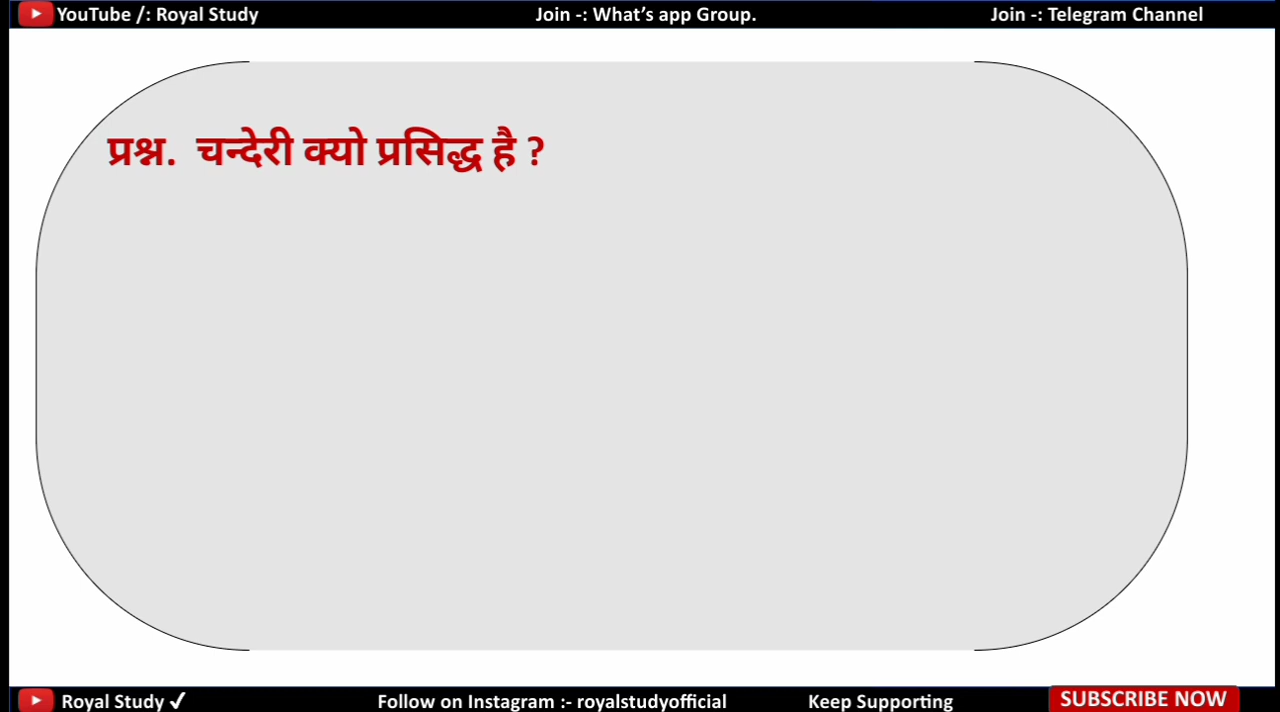 YouTube /: Royal Study
Join -: What’s app Group.
Join -: Telegram Channel
प्रश्न. चन्देरी क्यो प्रसिद्ध है ?
Royal Study ✓
Follow on Instagram :- royalstudyofficial
Keep Supporting
SUBSCRIBE NOW